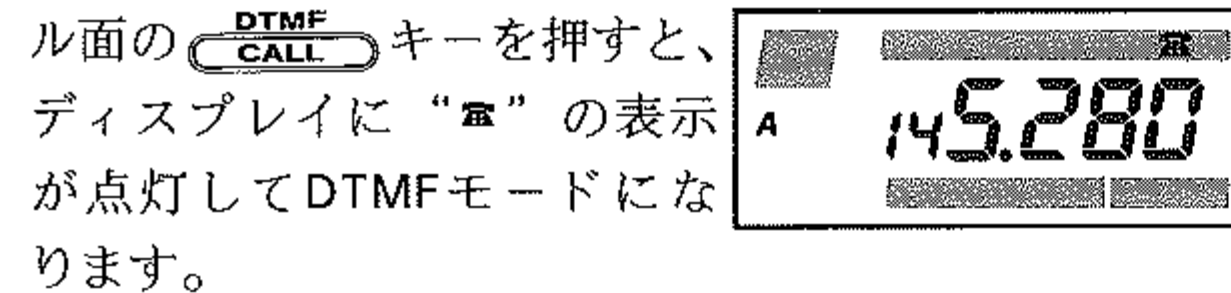 ル面の DTMF CALL キーを押すと、
ディスプレイに “☎” の表示
が点灯してDTMFモードにな
ります。
☎
A 145.280